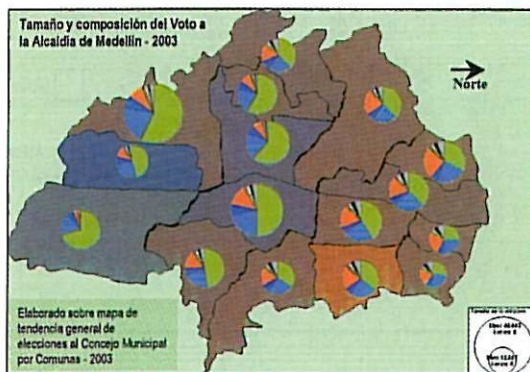 Tamaño y composición del Voto a
la Alcaldía de Medellín - 2003
Norte
Elaborado sobre mapa de
tendencia general de
elecciones al Concejo Municipal
por Comunas - 2003